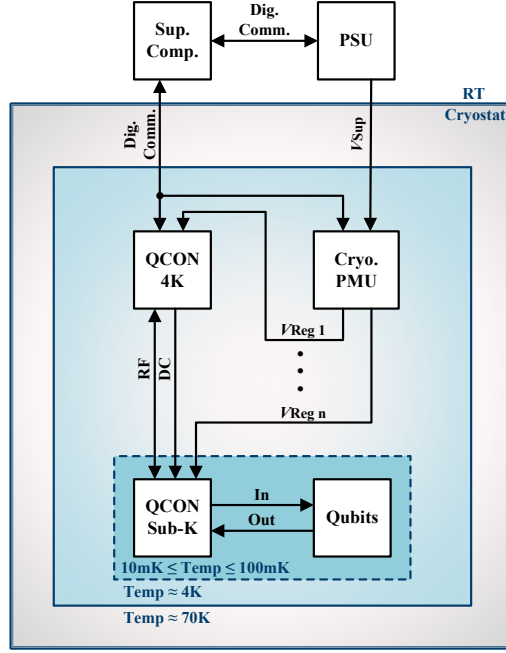 Sup.
Comp.
Dig.
Comm.
PSU
RT
Cryostat
Dig.
Comm.
VSup
QCON
4K
Cryo.
PMU
VReg 1
RF
DC
VReg n
QCON
Sub-K
In
Out
Qubits
10mK ≤ Temp ≤ 100mK
Temp ≈ 4K
Temp ≈ 70K